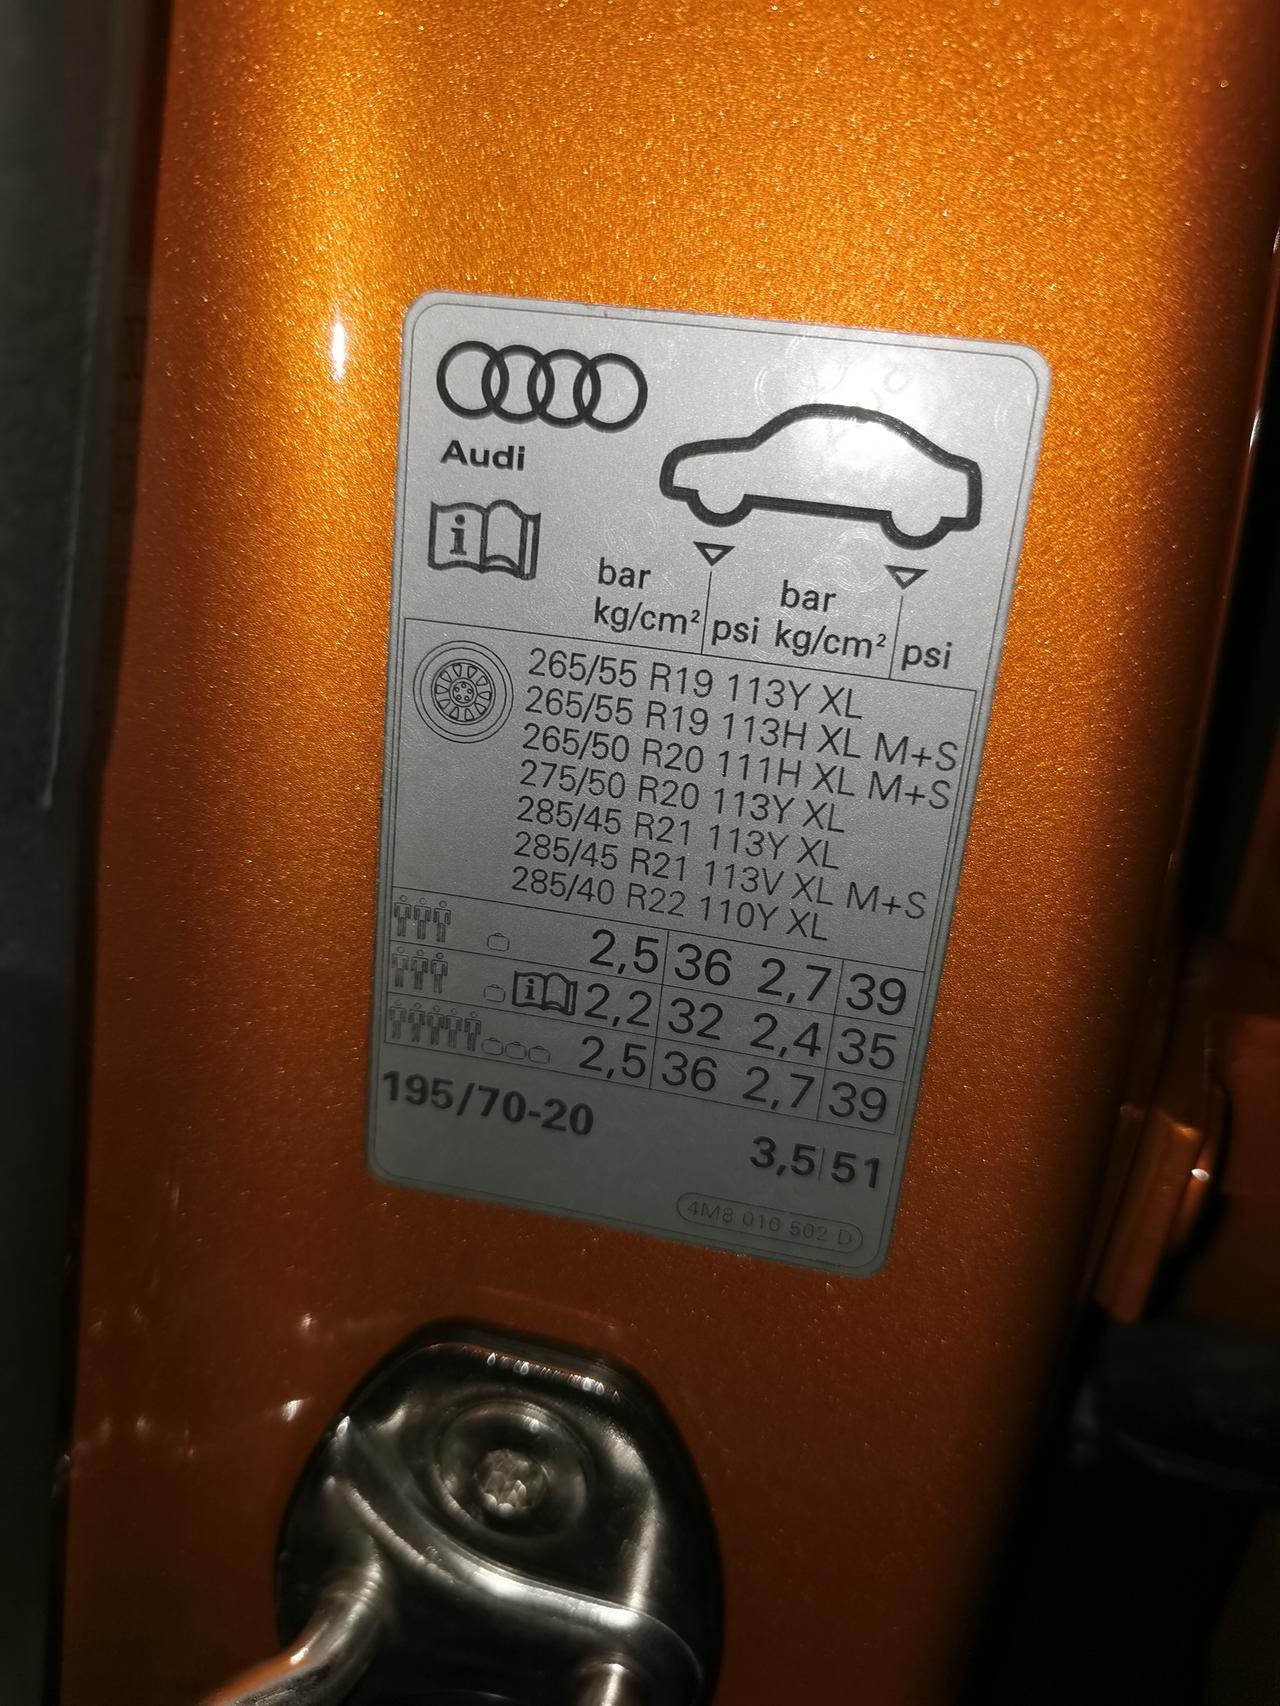 Audi
i
bar bar
kg/cm² psi kg/cm² psi
265/55 R19 113Y XL
265/55 R19 113H XL M+S
265/50 R20 111H XL M+S
275/50 R20 113Y XL
285/45 R21 113Y XL
285/45 R21 113V XL M+S
285/40 R22 110Y XL
2,5 36 2,7 39
i 2,2 32 2,4 35
2,5 36 2,7 39
195/70-20
3,5 51
4M8 010 502 D